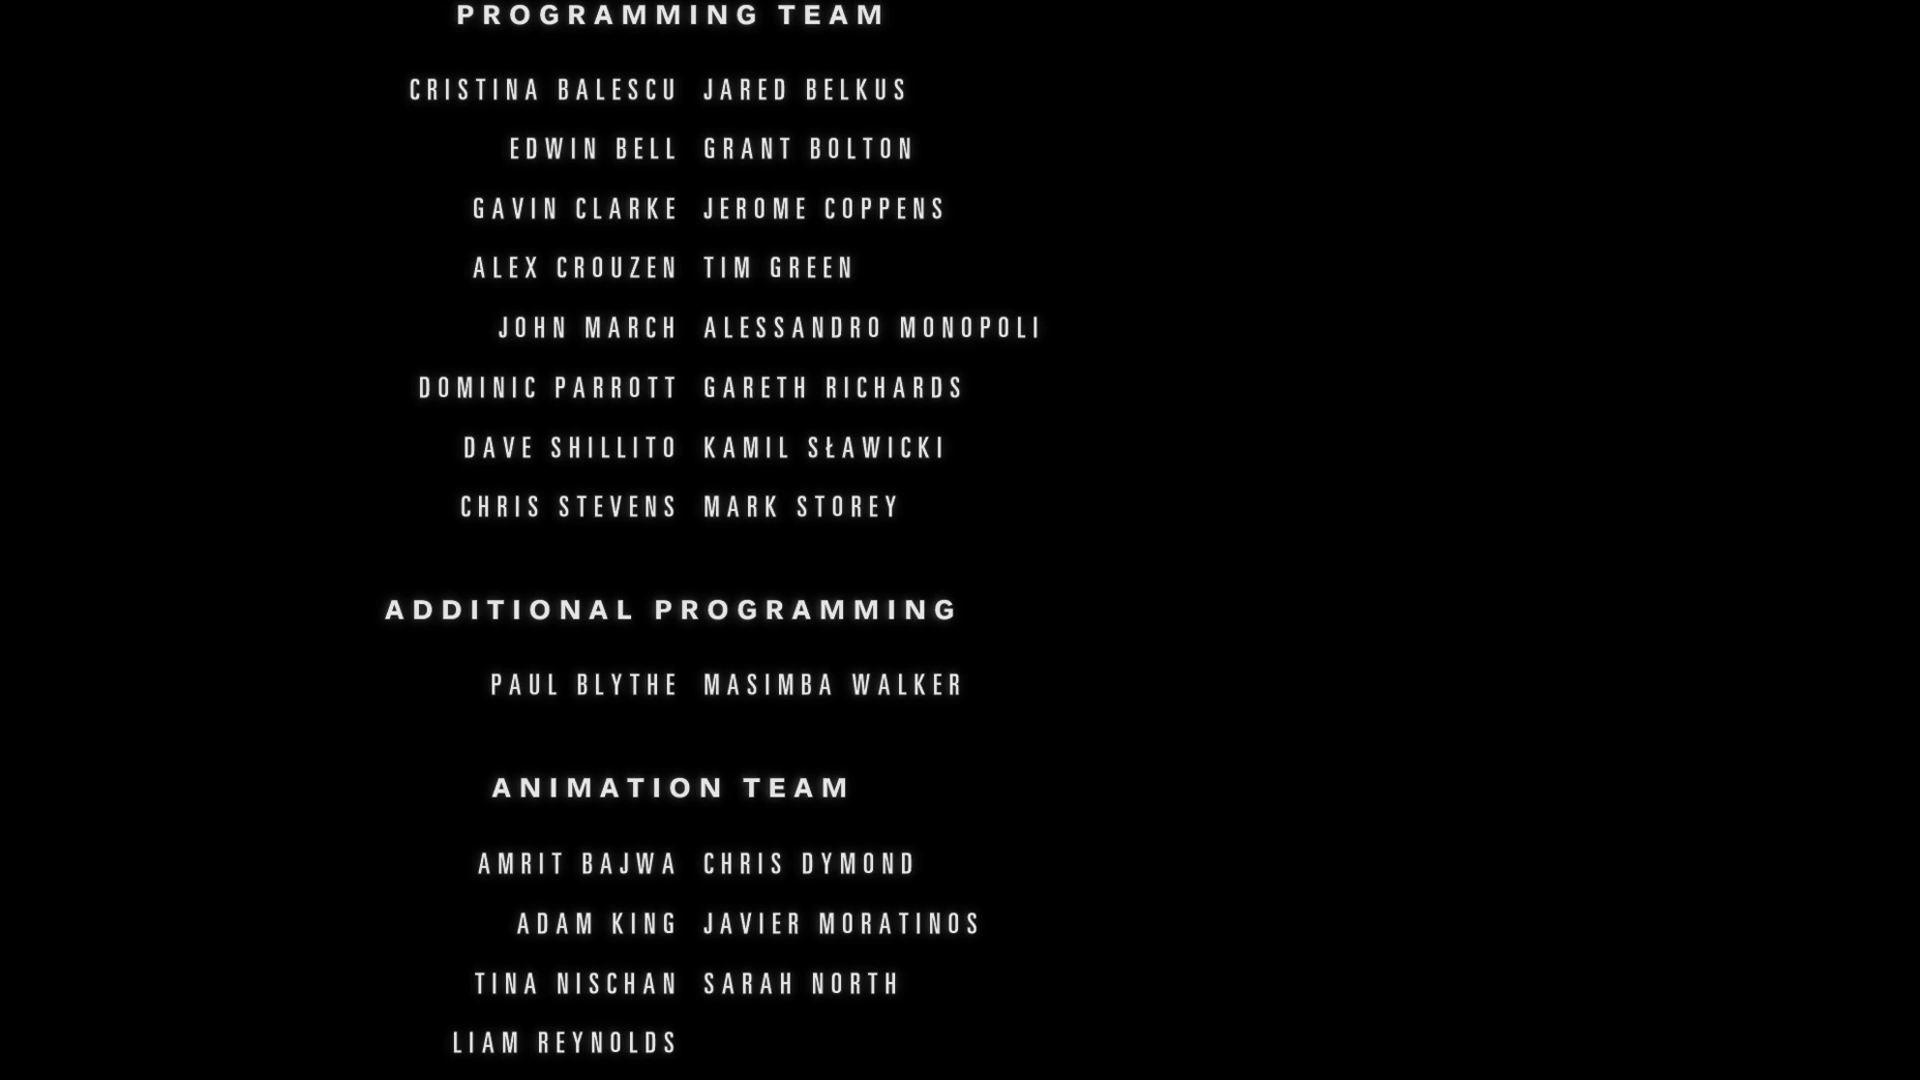 PROGRAMMING TEAM
CRISTINA BALESCU JARED BELKUS
EDWIN BELL GRANT BOLTON
GAVIN CLARKE JEROME COPPENS
ALEX CROUZEN TIM GREEN
JOHN MARCH ALESSANDRO MONOPOLI
DOMINIC PARROTT GARETH RICHARDS
DAVE SHILLITO KAMIL SŁAWICKI
CHRIS STEVENS MARK STOREY
ADDITIONAL PROGRAMMING
PAUL BLYTHE MASIMBA WALKER
ANIMATION TEAM
AMRIT BAJWA CHRIS DYMOND
ADAM KING JAVIER MORATINOS
TINA NISCHAN SARAH NORTH
LIAM REYNOLDS